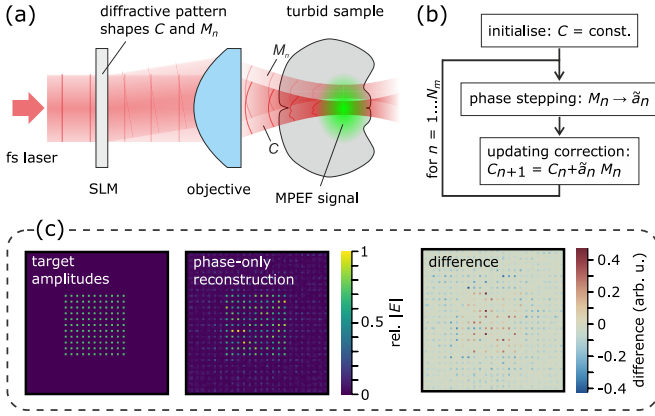 (a)
diffractive pattern
shapes C and Mₙ
turbid sample
Mₙ
C
fs laser
SLM
objective
MPEF signal
(b)
initialise: C = const.
for n = 1...Nₘ
phase stepping: Mₙ → ãₙ
updating correction:
Cₙ₊₁ = Cₙ+ãₙ Mₙ
(c)
target
amplitudes
phase-only
reconstruction
1
0.5
0
rel. |E|
difference
0.4
0.2
0
-0.2
-0.4
difference (arb. u.)